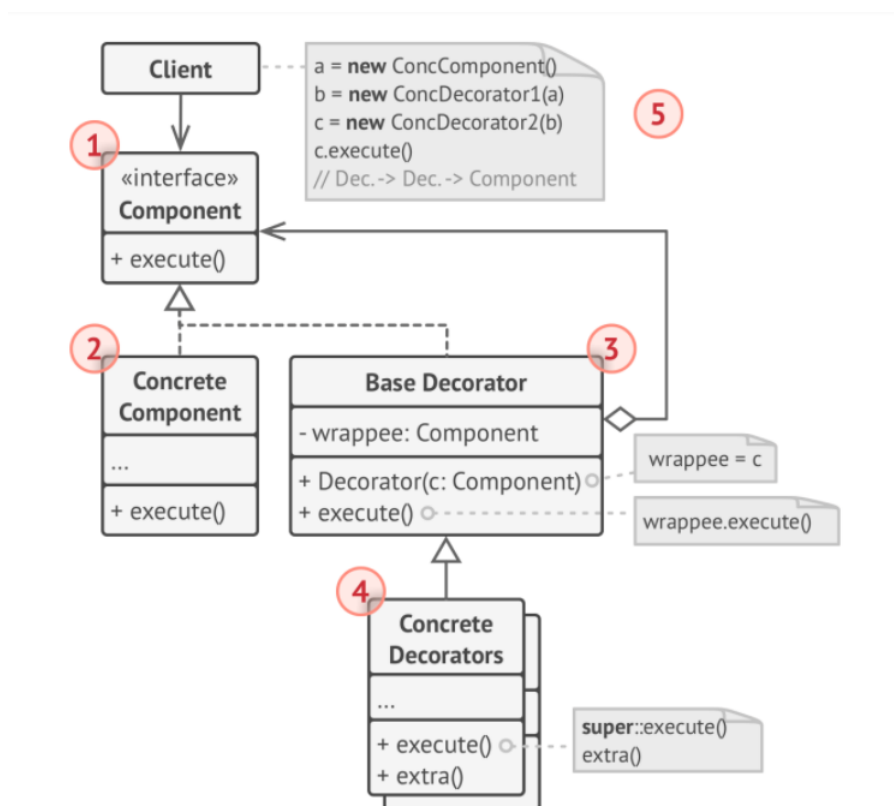 Client
a = new ConcComponent()
b = new ConcDecorator1(a)
c = new ConcDecorator2(b)
c.execute()
// Dec. -> Dec. -> Component
5
1
«interface»
Component
+ execute()
2
Concrete
Component
...
+ execute()
3
Base Decorator
- wrappee: Component
+ Decorator(c: Component)
+ execute()
wrappee = c
wrappee.execute()
4
Concrete
Decorators
...
+ execute()
+ extra()
super::execute()
extra()